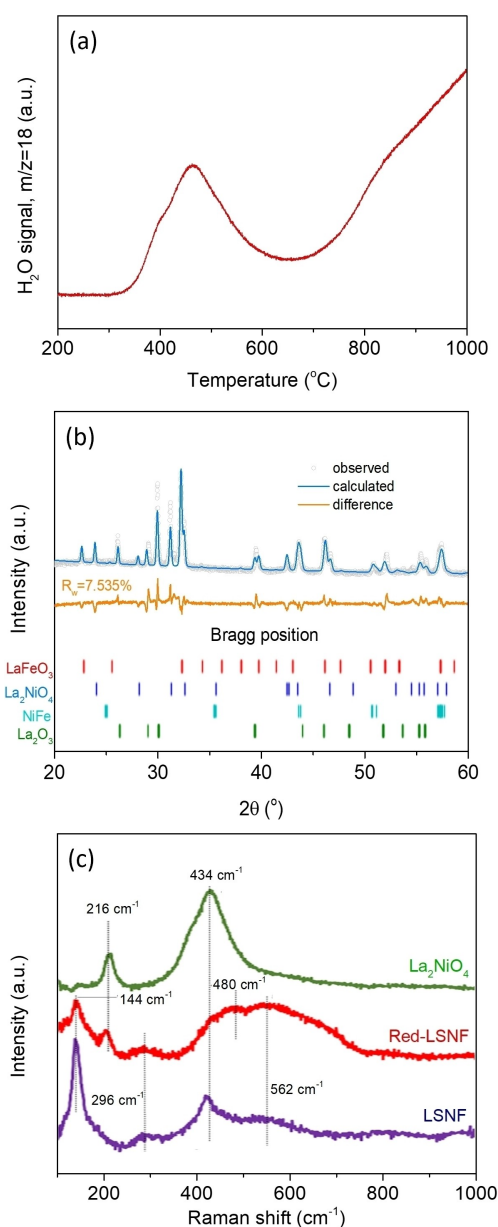 (a)
H₂O signal, m/z=18 (a.u.)
200 400 600 800 1000
Temperature (°C)
(b)
observed
calculated
difference
Intensity (a.u.)
R_w=7.535%
Bragg position
LaFeO₃
La₂NiO₄
NiFe
La₂O₃
20 30 40 50 60
2θ (°)
(c)
434 cm⁻¹
216 cm⁻¹
La₂NiO₄
480 cm⁻¹
144 cm⁻¹
Intensity (a.u.)
Red-LSNF
296 cm⁻¹
562 cm⁻¹
LSNF
200 400 600 800 1000
Raman shift (cm⁻¹)